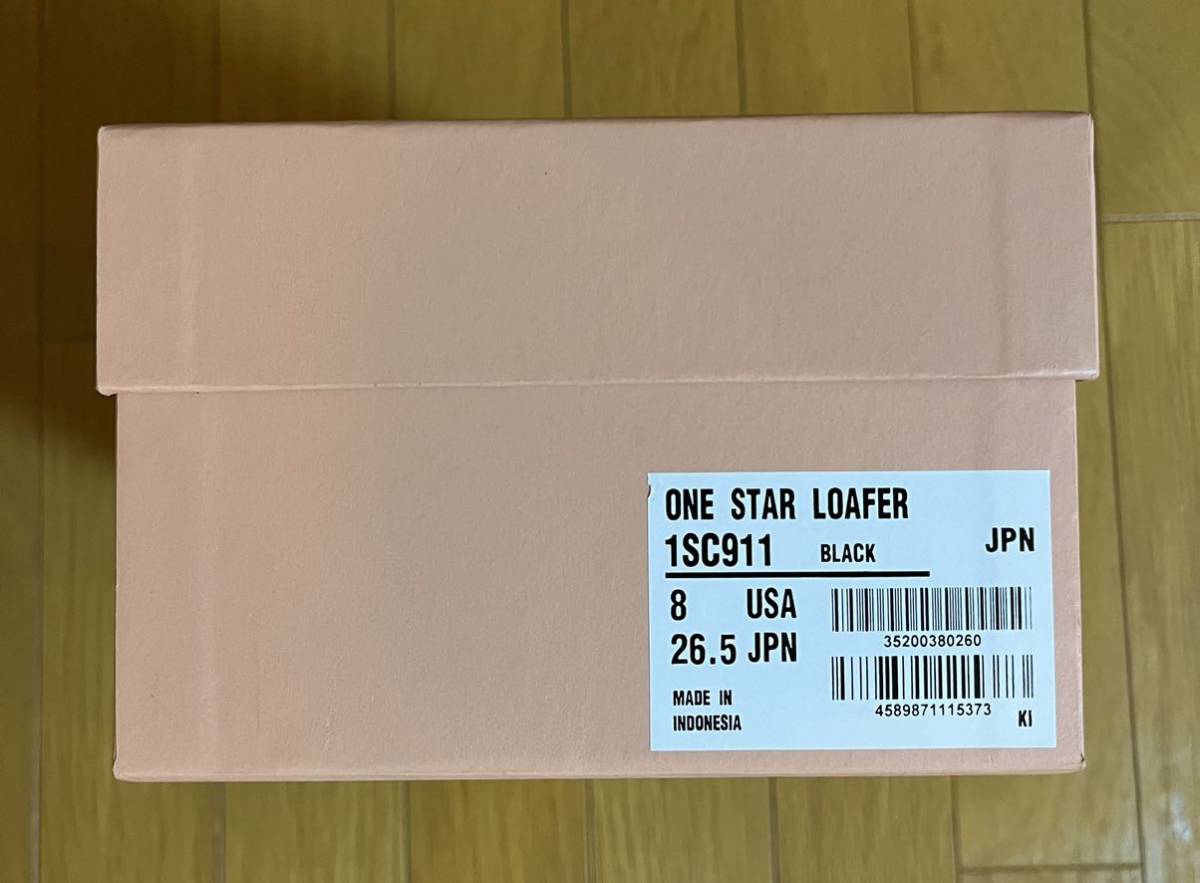 ONE STAR LOAFER
1SC911 BLACK JPN
8 USA
26.5 JPN
35200380260
4589871115373
MADE IN
INDONESIA
KI